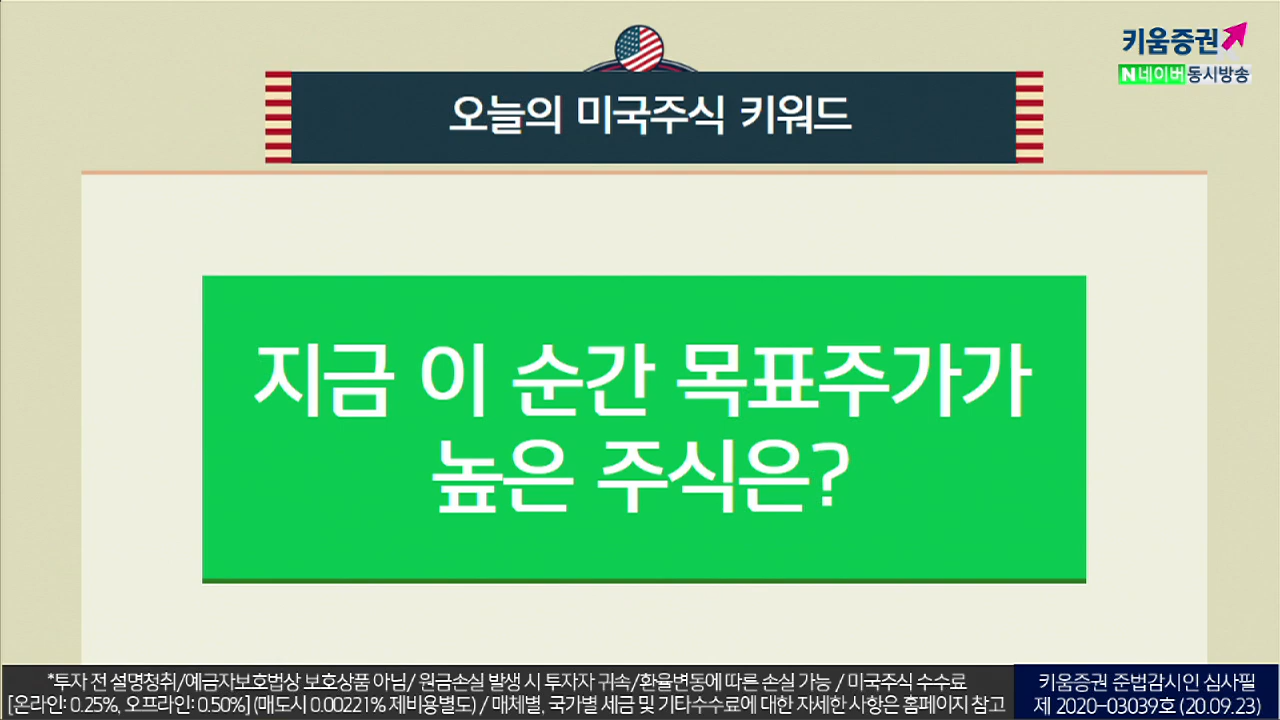 키움증권
N네이버 동시방송
오늘의 미국주식 키워드
지금 이 순간 목표주가가
높은 주식은?
*투자 전 설명청취/예금자보호법상 보호상품 아님/ 원금손실 발생 시 투자자 귀속/환율변동에 따른 손실 가능 / 미국주식 수수료
[온라인: 0.25%, 오프라인: 0.50%] (매도시 0.00221% 제비용별도) / 매체별, 국가별 세금 및 기타수수료에 대한 자세한 사항은 홈페이지 참고
키움증권 준법감시인 심사필
제 2020-03039호 (20.09.23)